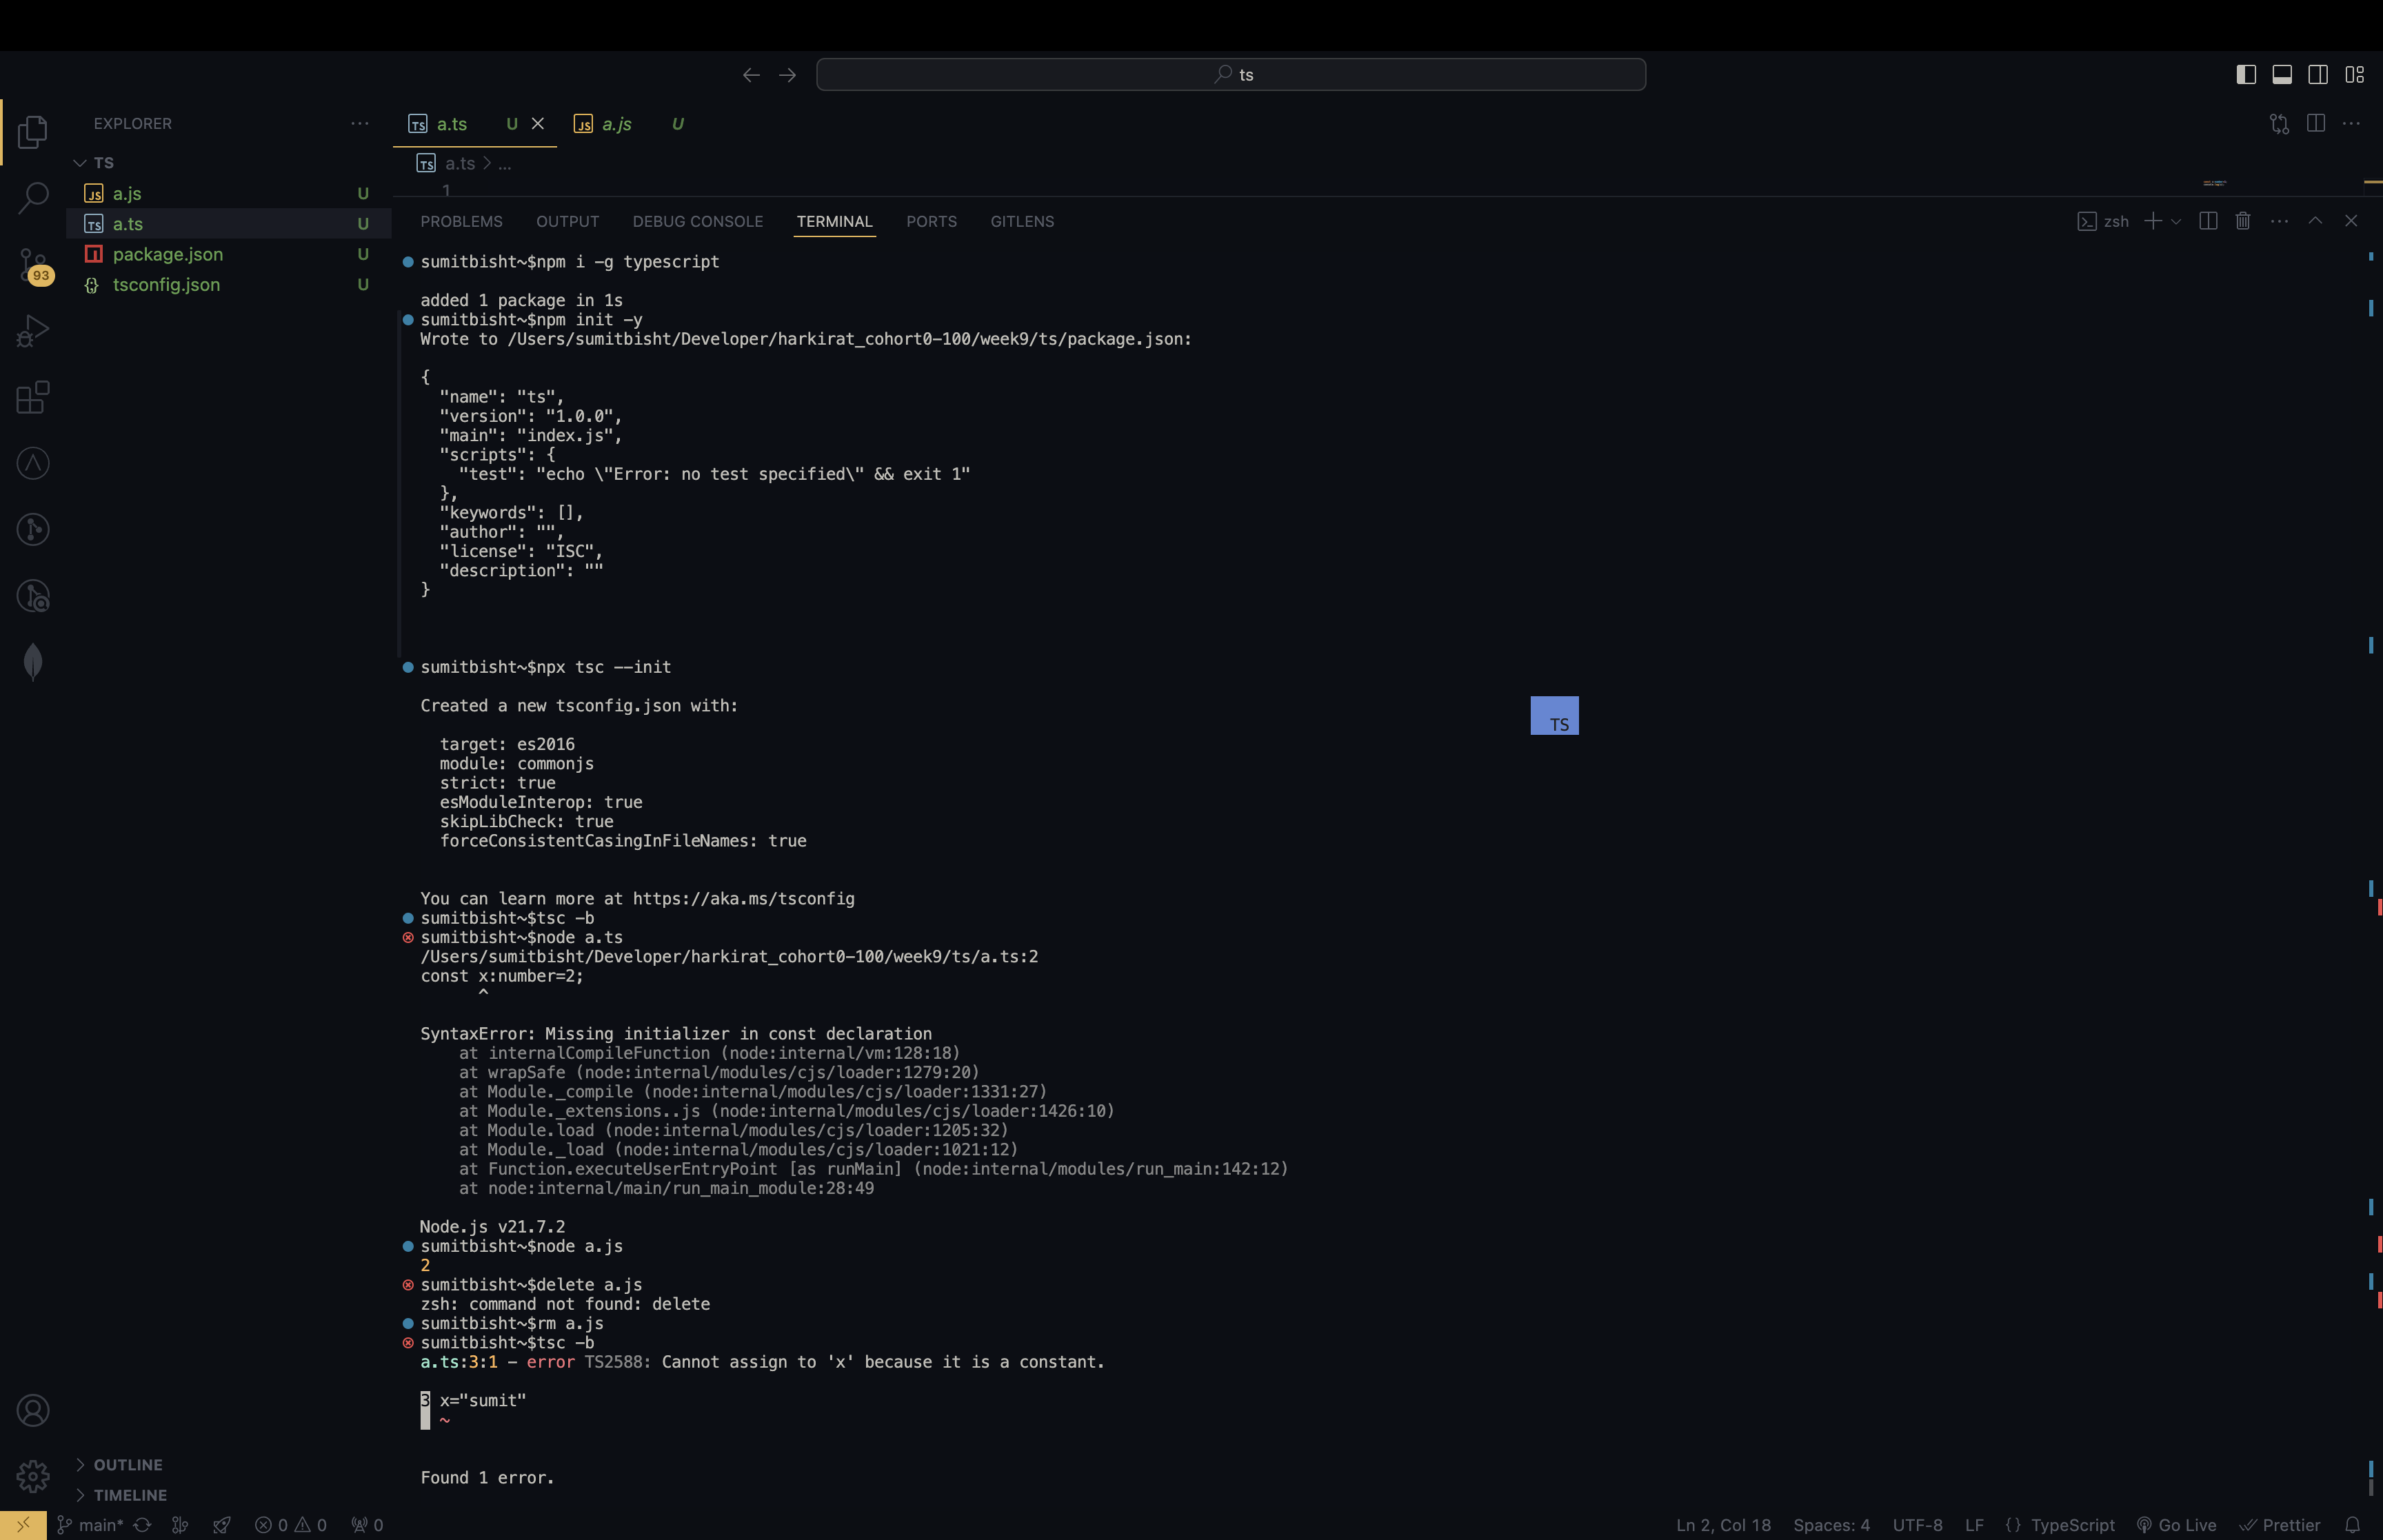 ts
EXPLORER
TS
a.js U
a.ts U
package.json U
tsconfig.json U
93
OUTLINE
TIMELINE
TS a.ts U JS a.js U
TS a.ts > ...
1
PROBLEMS OUTPUT DEBUG CONSOLE TERMINAL PORTS GITLENS
zsh
sumitbisht~$npm i -g typescript
added 1 package in 1s
sumitbisht~$npm init -y
Wrote to /Users/sumitbisht/Developer/harkirat_cohort0-100/week9/ts/package.json:
{
"name": "ts",
"version": "1.0.0",
"main": "index.js",
"scripts": {
"test": "echo \"Error: no test specified\" && exit 1"
},
"keywords": [],
"author": "",
"license": "ISC",
"description": ""
}
sumitbisht~$npx tsc --init
Created a new tsconfig.json with:
TS
target: es2016
module: commonjs
strict: true
esModuleInterop: true
skipLibCheck: true
forceConsistentCasingInFileNames: true
You can learn more at https://aka.ms/tsconfig
sumitbisht~$tsc -b
sumitbisht~$node a.ts
/Users/sumitbisht/Developer/harkirat_cohort0-100/week9/ts/a.ts:2
const x:number=2;
^
SyntaxError: Missing initializer in const declaration
at internalCompileFunction (node:internal/vm:128:18)
at wrapSafe (node:internal/modules/cjs/loader:1279:20)
at Module._compile (node:internal/modules/cjs/loader:1331:27)
at Module._extensions..js (node:internal/modules/cjs/loader:1426:10)
at Module.load (node:internal/modules/cjs/loader:1205:32)
at Module._load (node:internal/modules/cjs/loader:1021:12)
at Function.executeUserEntryPoint [as runMain] (node:internal/modules/run_main:142:12)
at node:internal/main/run_main_module:28:49
Node.js v21.7.2
sumitbisht~$node a.js
2
sumitbisht~$delete a.js
zsh: command not found: delete
sumitbisht~$rm a.js
sumitbisht~$tsc -b
a.ts:3:1 - error TS2588: Cannot assign to 'x' because it is a constant.
3 x="sumit"
~
Found 1 error.
main* 0 0 0 Ln 2, Col 18 Spaces: 4 UTF-8 LF {} TypeScript Go Live Prettier